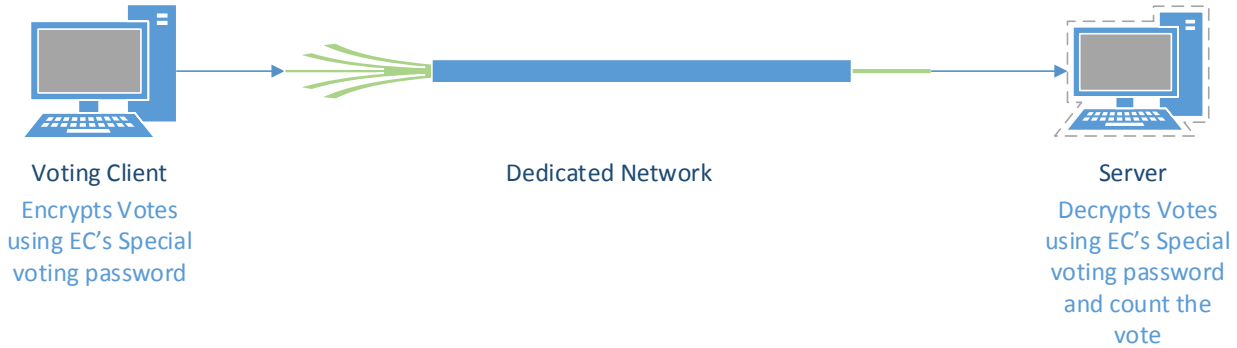 Voting Client
Encrypts Votes
using EC’s Special
voting password
Dedicated Network
Server
Decrypts Votes
using EC’s Special
voting password
and count the
vote